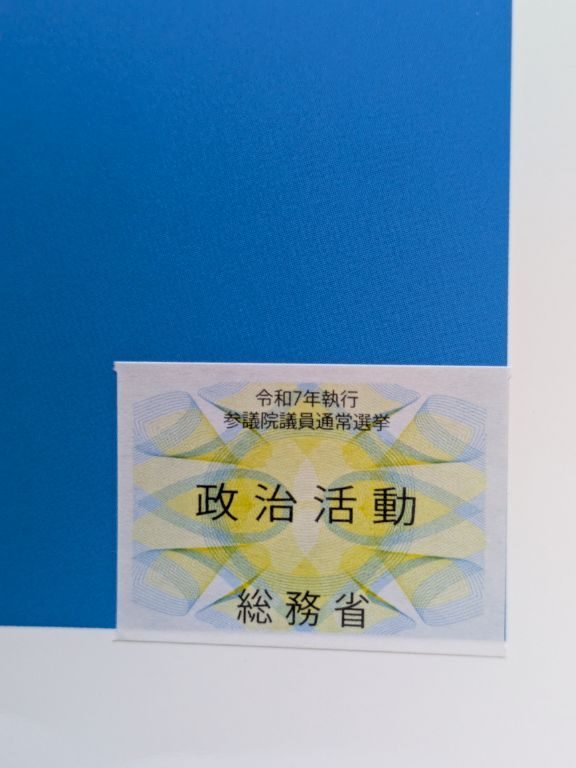 令和7年執行
参議院議員通常選挙
政治活動
総務省